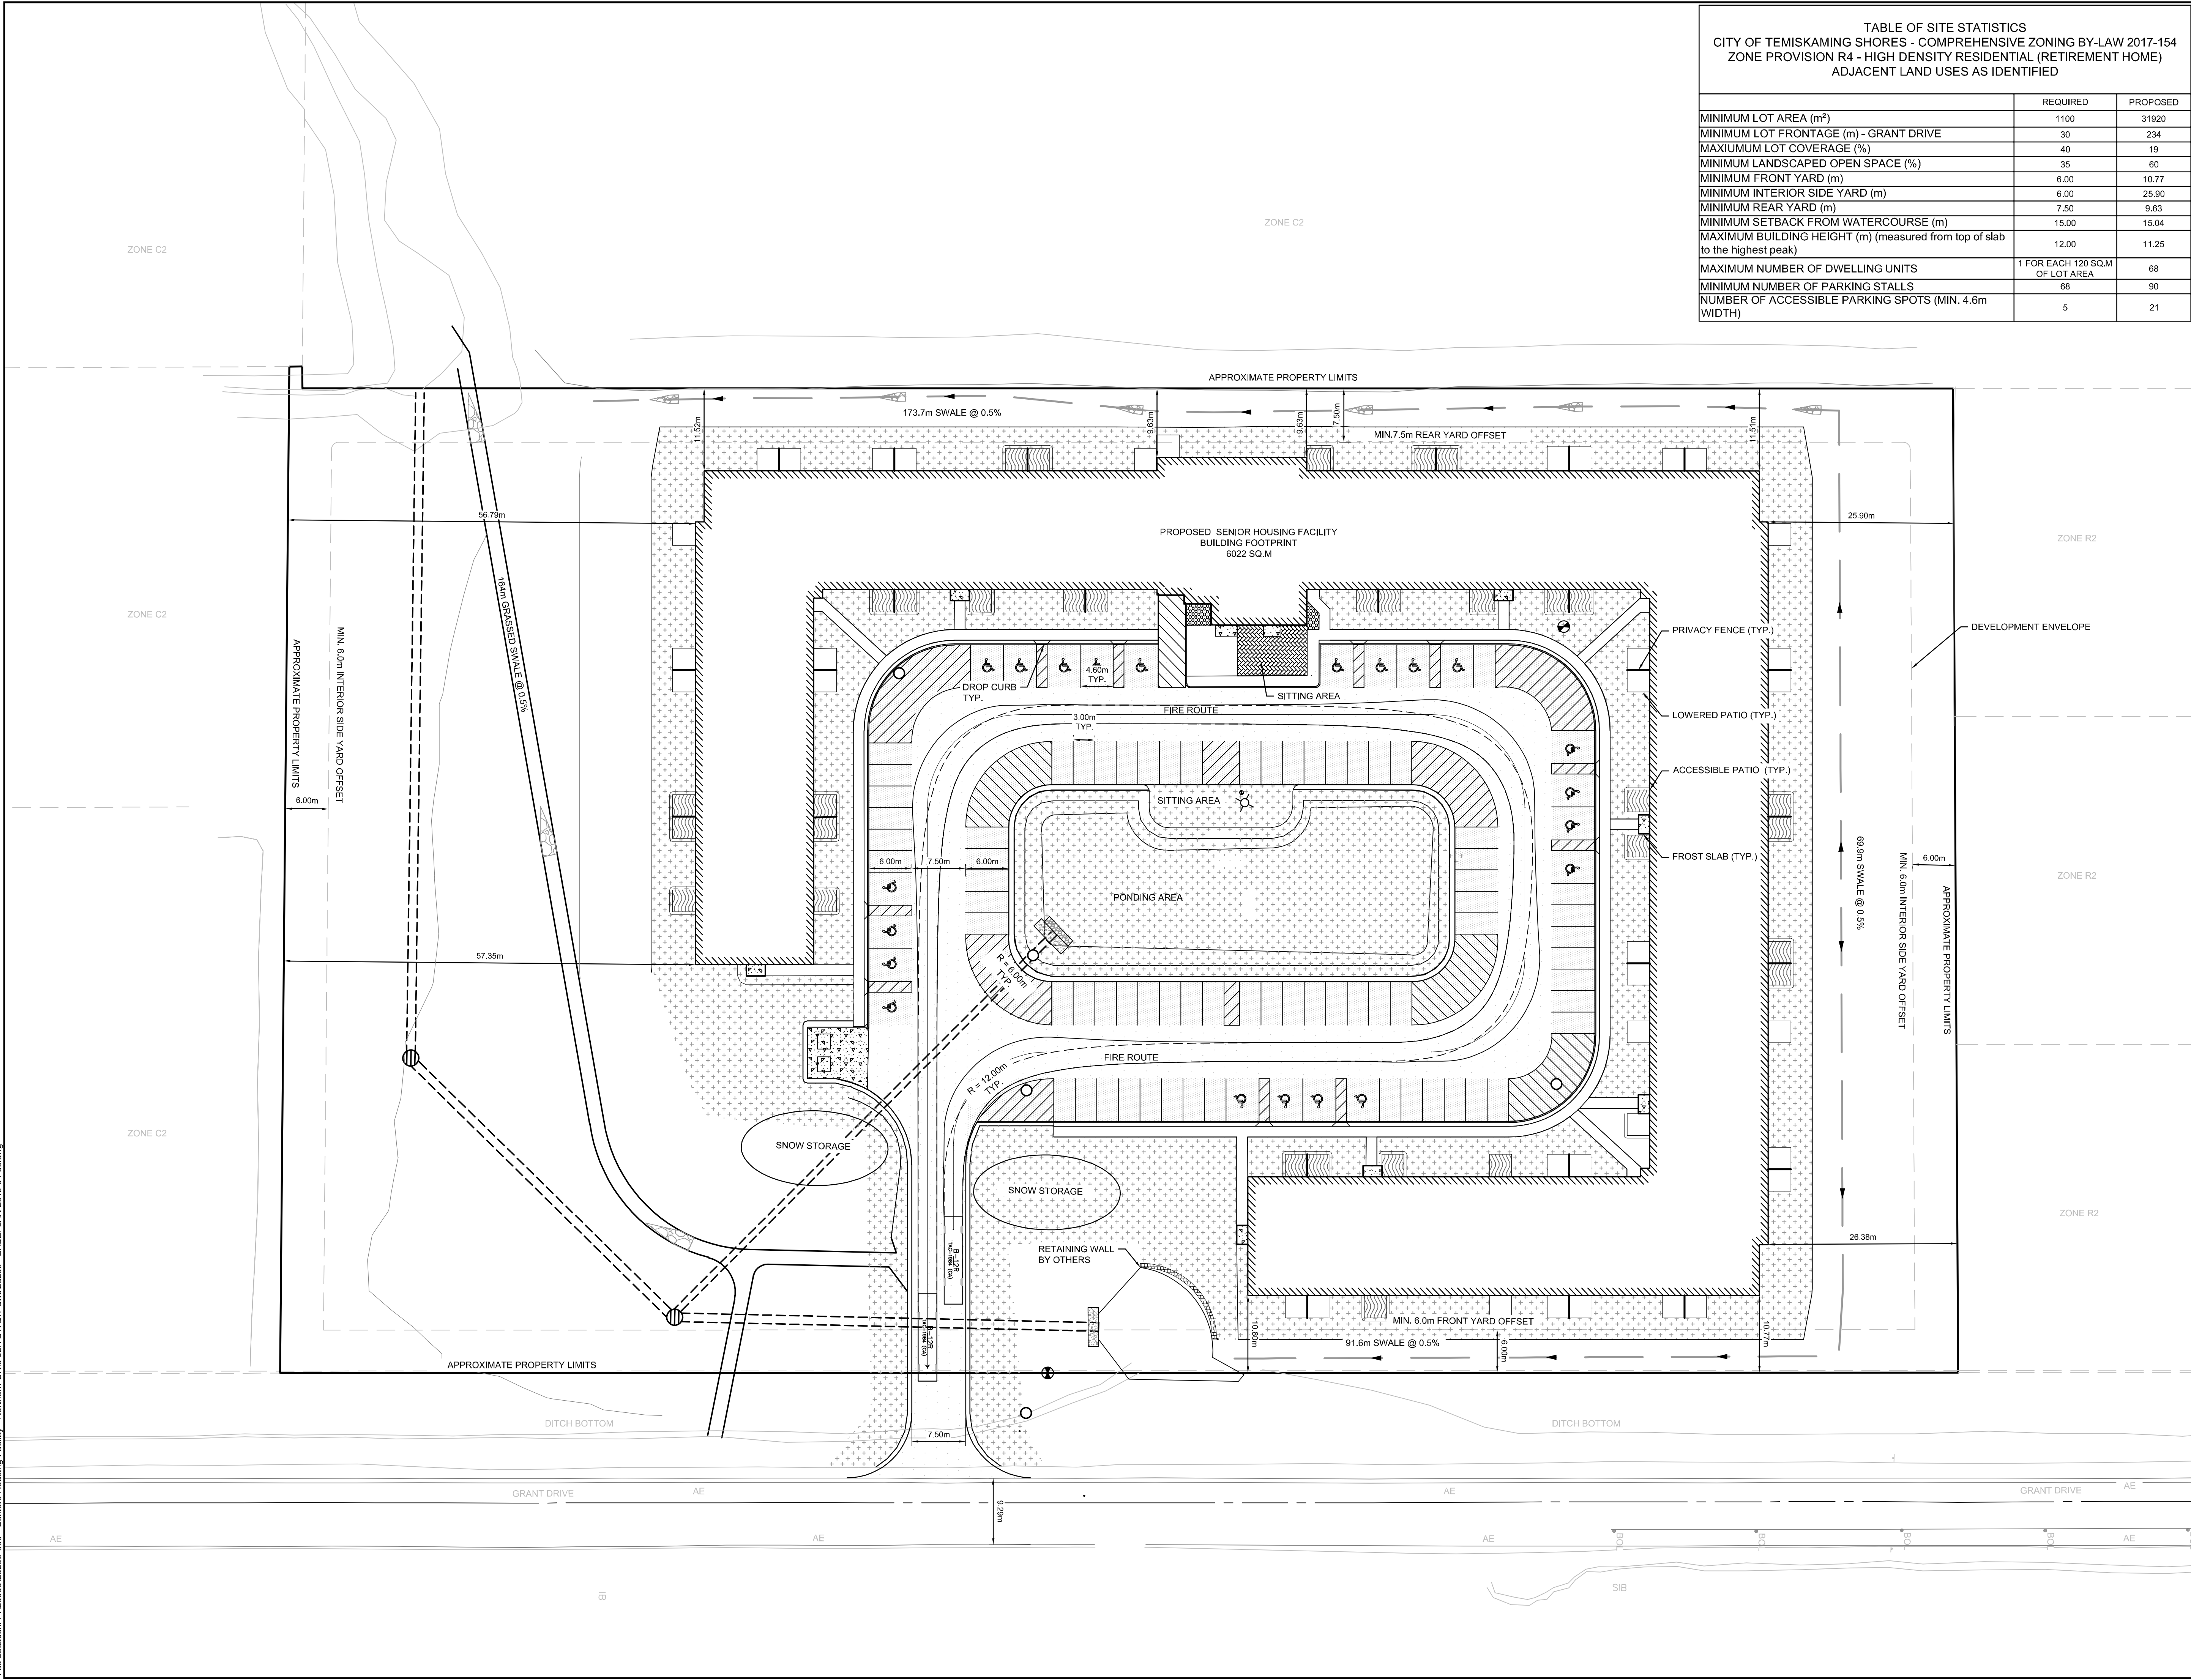 TABLE OF SITE STATISTICS
CITY OF TEMISKAMING SHORES - COMPREHENSIVE ZONING BY-LAW 2017-154
ZONE PROVISION R4 - HIGH DENSITY RESIDENTIAL (RETIREMENT HOME)
ADJACENT LAND USES AS IDENTIFIED
REQUIRED PROPOSED
MINIMUM LOT AREA (m²) 1100 31920
MINIMUM LOT FRONTAGE (m) - GRANT DRIVE 30 234
MAXIUMUM LOT COVERAGE (%) 40 19
MINIMUM LANDSCAPED OPEN SPACE (%) 35 60
MINIMUM FRONT YARD (m) 6.00 10.77
MINIMUM INTERIOR SIDE YARD (m) 6.00 25.90
MINIMUM REAR YARD (m) 7.50 9.63
MINIMUM SETBACK FROM WATERCOURSE (m) 15.00 15.04
MAXIMUM BUILDING HEIGHT (m) (measured from top of slab
to the highest peak) 12.00 11.25
MAXIMUM NUMBER OF DWELLING UNITS 1 FOR EACH 120 SQ.M
OF LOT AREA 68
MINIMUM NUMBER OF PARKING STALLS 68 90
NUMBER OF ACCESSIBLE PARKING SPOTS (MIN. 4.6m
WIDTH) 5 21
ZONE C2
ZONE C2
APPROXIMATE PROPERTY LIMITS
173.7m SWALE @ 0.5%
11.52m
9.63m
9.63m
7.50m
MIN.7.5m REAR YARD OFFSET
11.51m
56.79m
25.90m
PROPOSED SENIOR HOUSING FACILITY
BUILDING FOOTPRINT
6022 SQ.M
ZONE R2
ZONE C2
164m GRASSED SWALE @ 0.5%
MIN. 6.0m INTERIOR SIDE YARD OFFSET
APPROXIMATE PROPERTY LIMITS
6.00m
PRIVACY FENCE (TYP.)
DEVELOPMENT ENVELOPE
4.60m
TYP.
DROP CURB
TYP.
SITTING AREA
FIRE ROUTE
3.00m
TYP.
LOWERED PATIO (TYP.)
ACCESSIBLE PATIO (TYP.)
SITTING AREA
FROST SLAB (TYP.)
6.00m
7.50m
6.00m
PONDING AREA
69.9m SWALE @ 0.5%
MIN. 6.0m INTERIOR SIDE YARD OFFSET
6.00m
APPROXIMATE PROPERTY LIMITS
ZONE R2
57.35m
R = 6.00m
TYP.
FIRE ROUTE
R = 12.00m
TYP.
ZONE C2
SNOW STORAGE
SNOW STORAGE
ZONE R2
26.38m
RETAINING WALL
BY OTHERS
B-12R
TAC-1984 (CA)
B-12R
TAC-1984 (CA)
MIN. 6.0m FRONT YARD OFFSET
10.80m
91.6m SWALE @ 0.5%
6.00m
10.77m
APPROXIMATE PROPERTY LIMITS
DITCH BOTTOM
DITCH BOTTOM
7.50m
GRANT DRIVE
AE
AE
GRANT DRIVE
AE
9.29m
AE
AE
AE
BO
BO
BO
BO
AE
IB
SIB